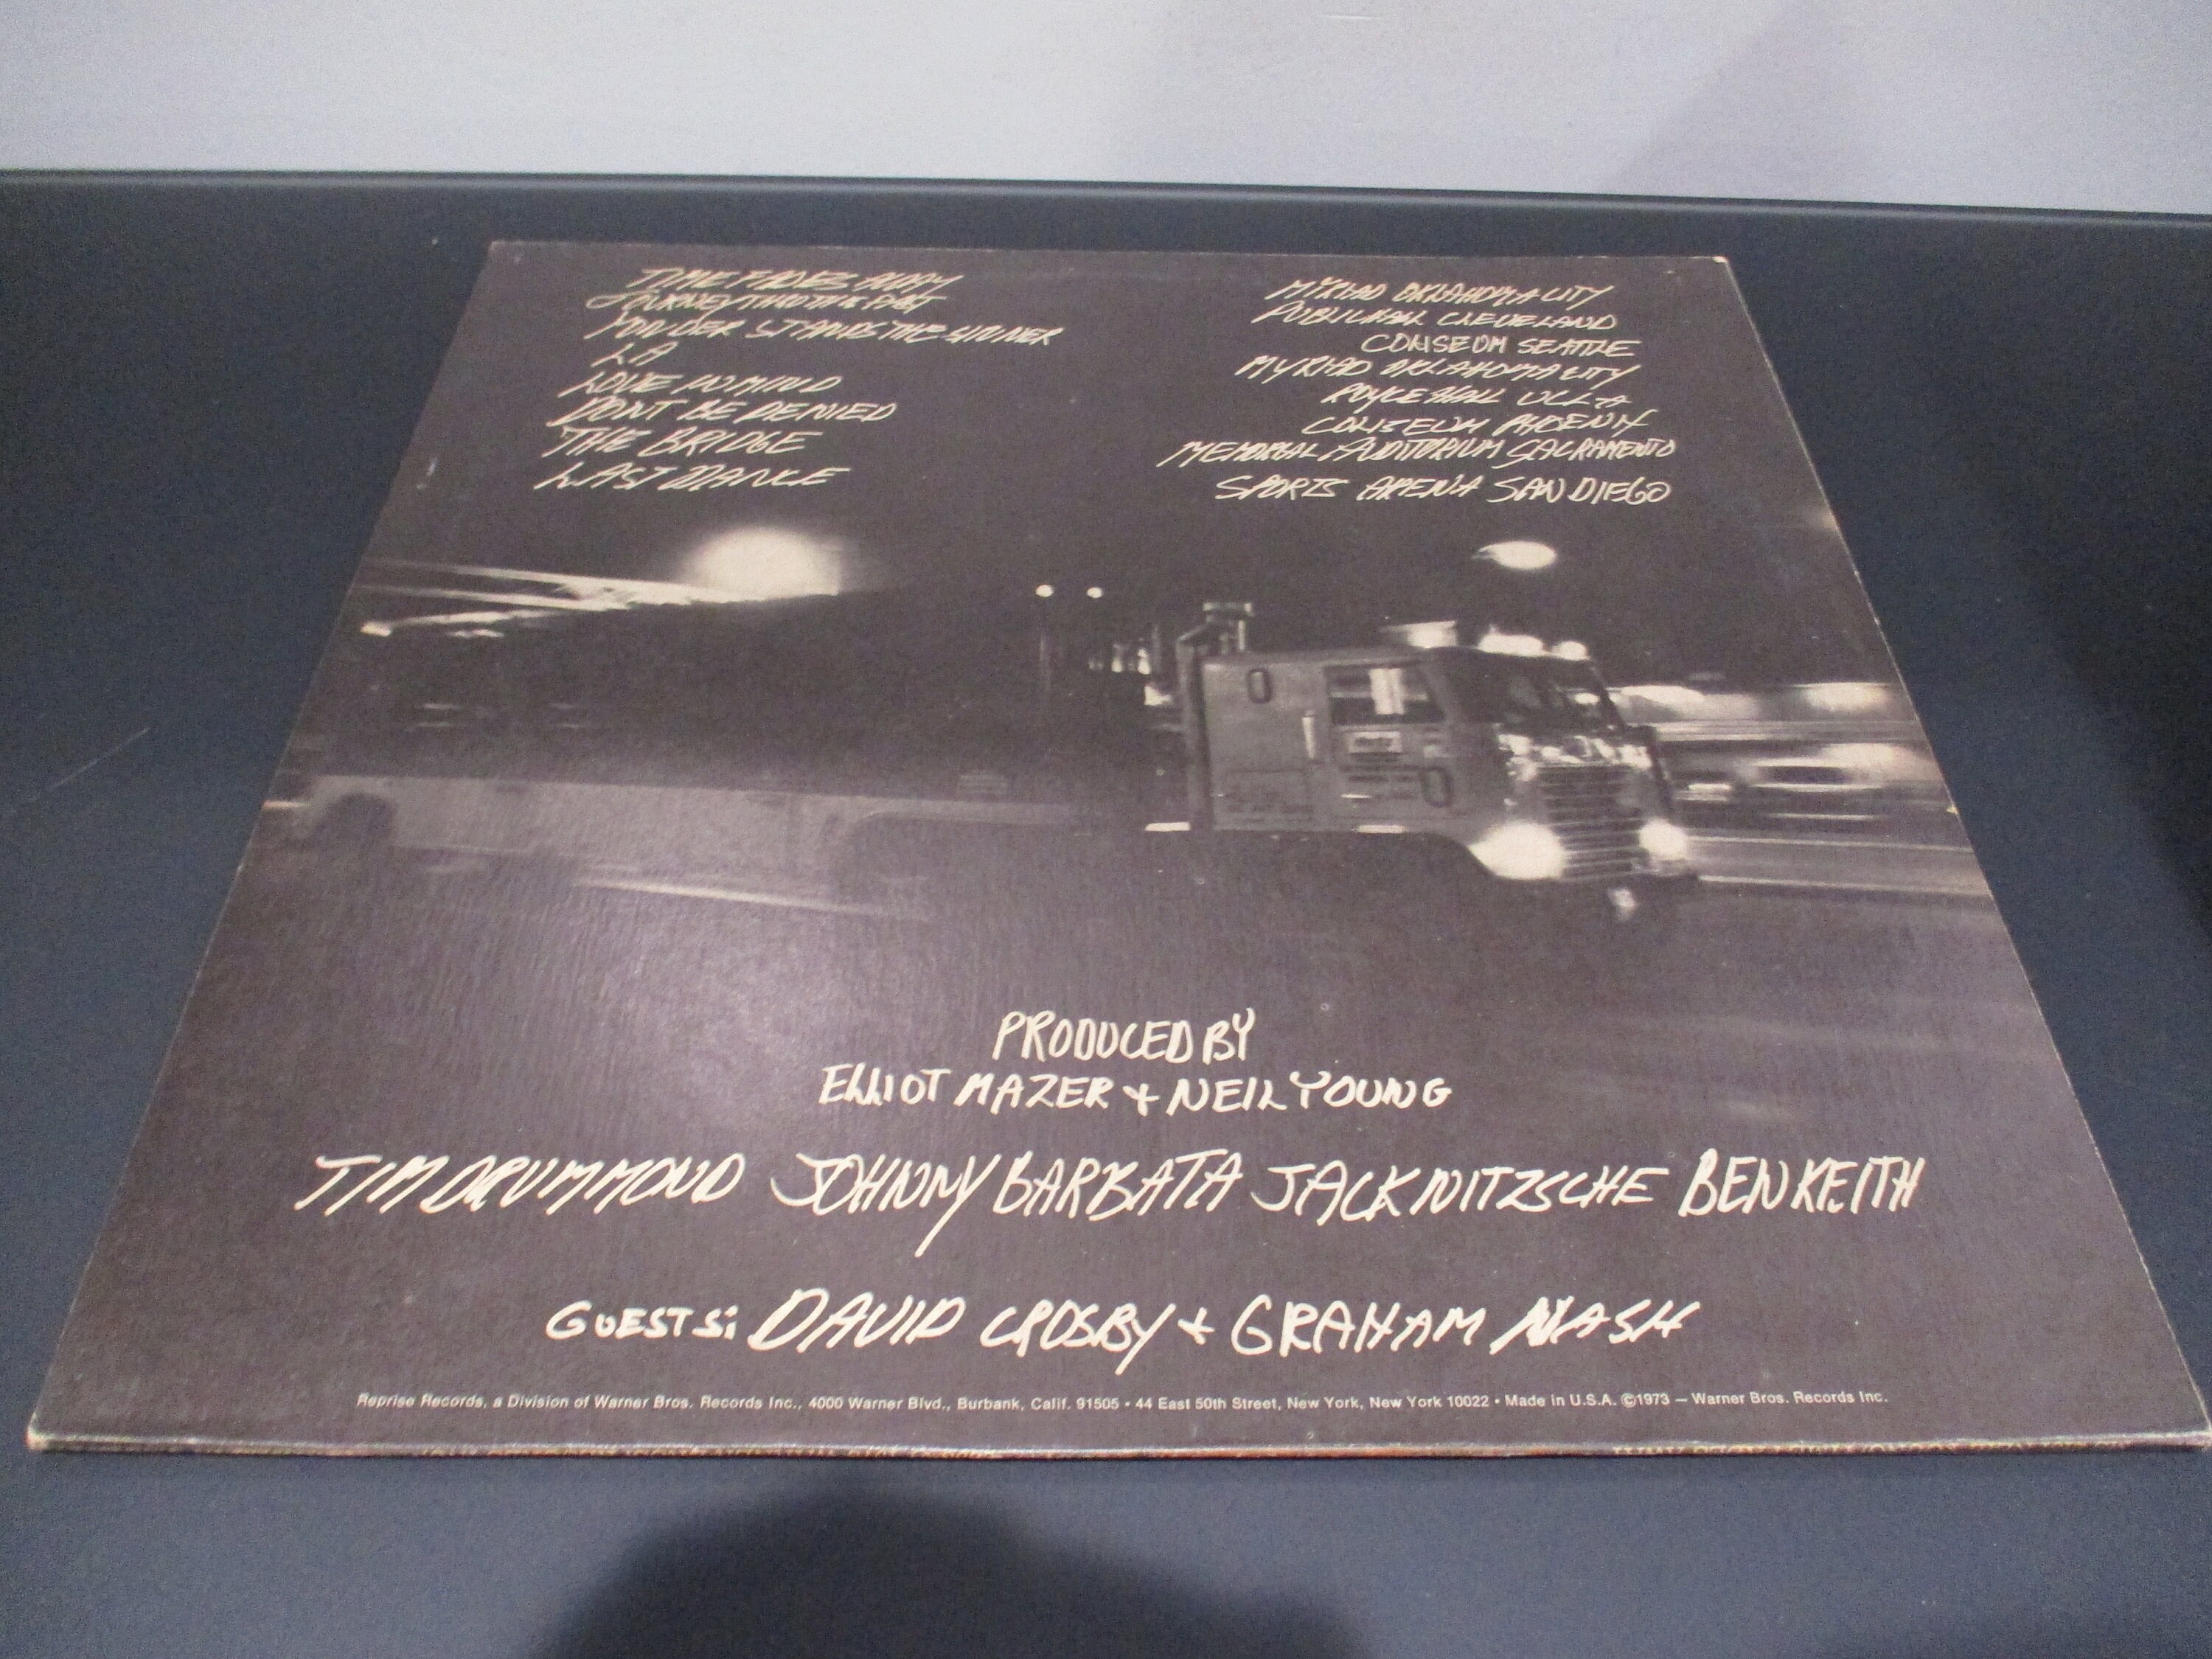 TIME FADES AWAY
JOURNEY THRU THE PAST
YONDER STANDS THE SINNER
LA
LOVE IN MIND
DON'T BE DENIED
THE BRIDGE
LAST DANCE
MYRIAD OKLAHOMA CITY
PUBLIC HALL CLEVELAND
COLISEUM SEATTLE
MYRIAD OKLAHOMA CITY
ROYCE HALL UCLA
COLISEUM PHOENIX
MEMORIAL AUDITORIUM SACRAMENTO
SPORTS ARENA SAN DIEGO
PRODUCED BY
ELLIOT MAZER + NEIL YOUNG
TIM DRUMMOND JOHNNY BARBATA JACK NITZSCHE BEN KEITH
GUESTS: DAVID CROSBY + GRAHAM NASH
Reprise Records, a Division of Warner Bros. Records Inc., 4000 Warner Blvd., Burbank, Calif. 91505 • 44 East 50th Street, New York, New York 10022 • Made in U.S.A. ©1973 — Warner Bros. Records Inc.